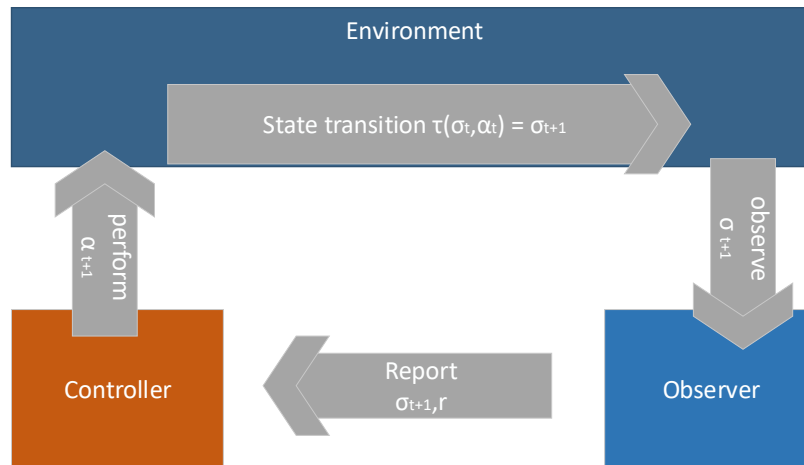 Environment
State transition τ(σt,αt) = σt+1
perform
α t+1
observe
σ t+1
Controller
Report
σt+1,r
Observer